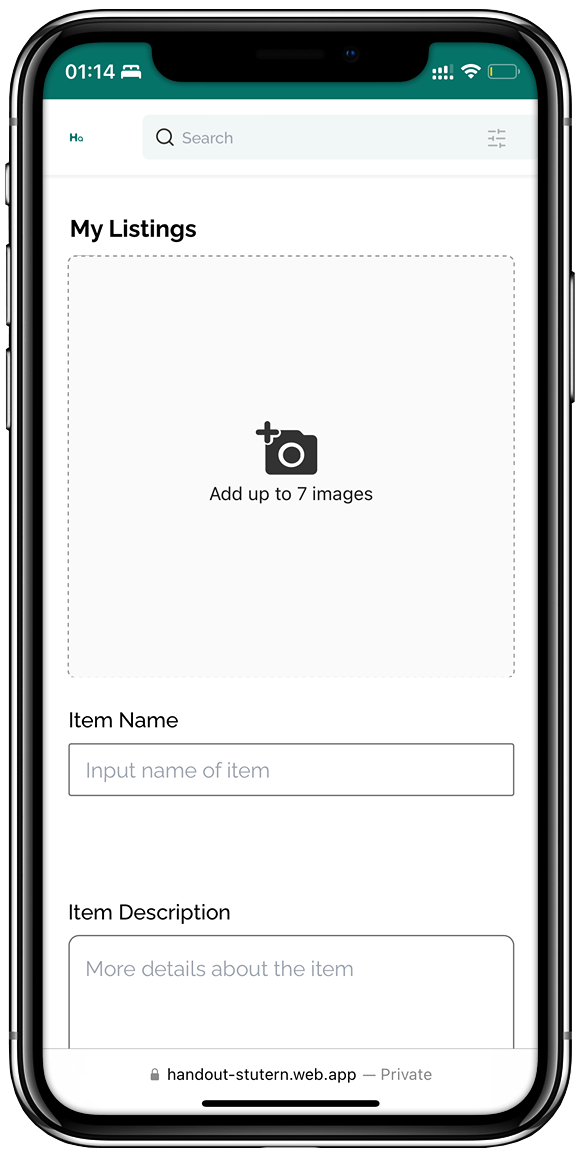 01:14
Ho
Search
My Listings
Add up to 7 images
Item Name
Input name of item
Item Description
More details about the item
handout-stutern.web.app — Private